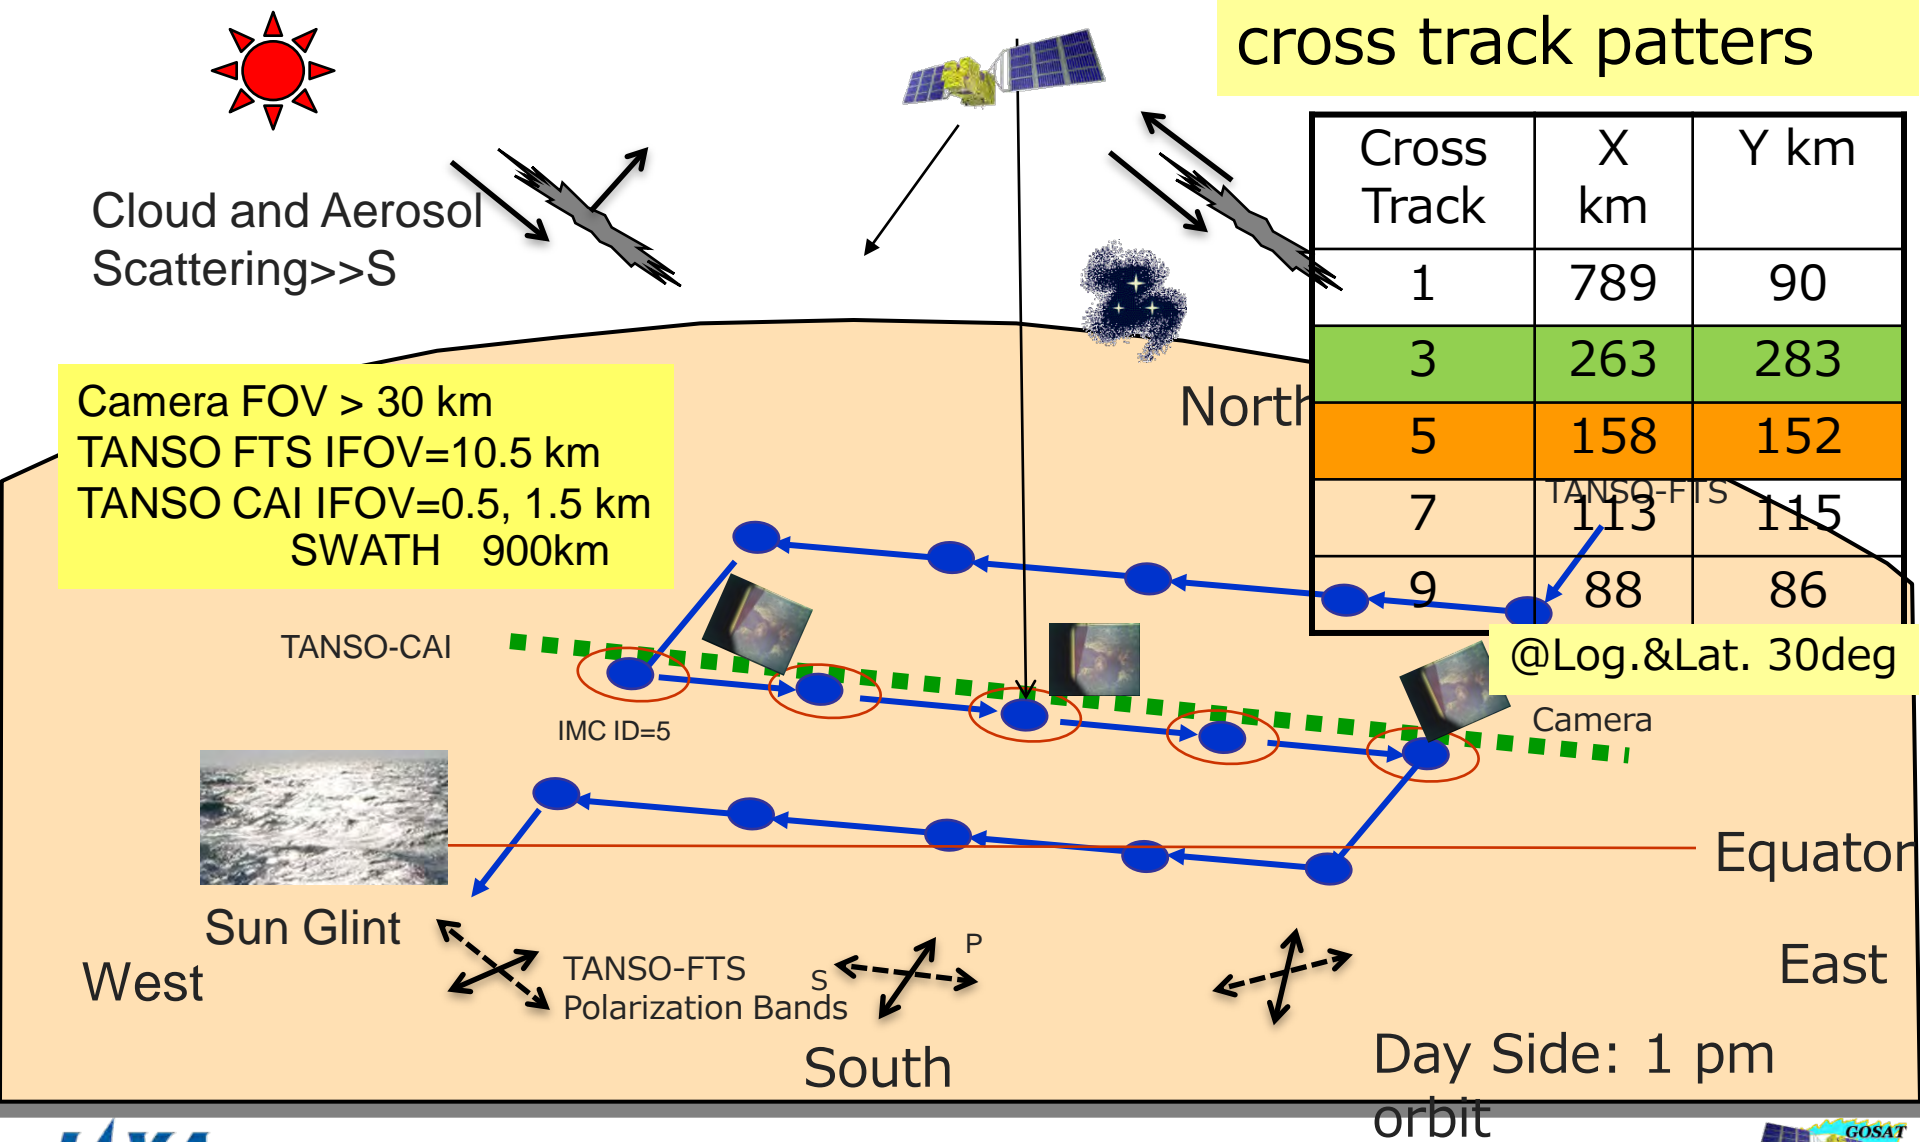 cross track patters
Cross Track X km Y km
1 789 90
3 263 283
5 158 152
7 113 115
9 88 86
@Log.&Lat. 30deg
Cloud and Aerosol
Scattering>>S
Camera FOV > 30 km
TANSO FTS IFOV=10.5 km
TANSO CAI IFOV=0.5, 1.5 km
SWATH 900km
North
TANSO-FTS
TANSO-CAI
Camera
IMC ID=5
Equator
Sun Glint
West
TANSO-FTS
Polarization Bands
S
P
East
South
Day Side: 1 pm
orbit
GOSAT